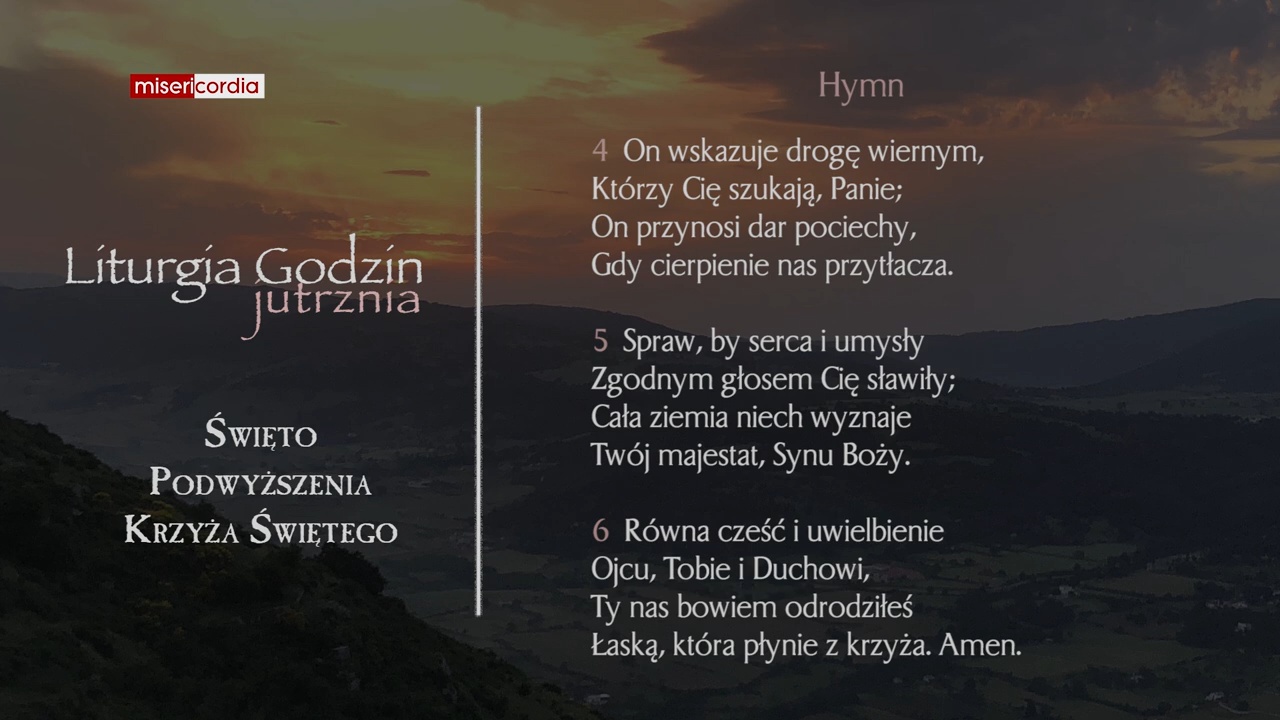 misericordia
Liturgia Godzin
jutrznia
Święto
Podwyższenia
Krzyża Świętego
Hymn
4 On wskazuje drogę wiernym,
Którzy Cię szukają, Panie;
On przynosi dar pociechy,
Gdy cierpienie nas przytłacza.
5 Spraw, by serca i umysły
Zgodnym głosem Cię sławiły;
Cała ziemia niech wyznaje
Twój majestat, Synu Boży.
6 Równa cześć i uwielbienie
Ojcu, Tobie i Duchowi,
Ty nas bowiem odrodziłeś
Łaską, która płynie z krzyża. Amen.